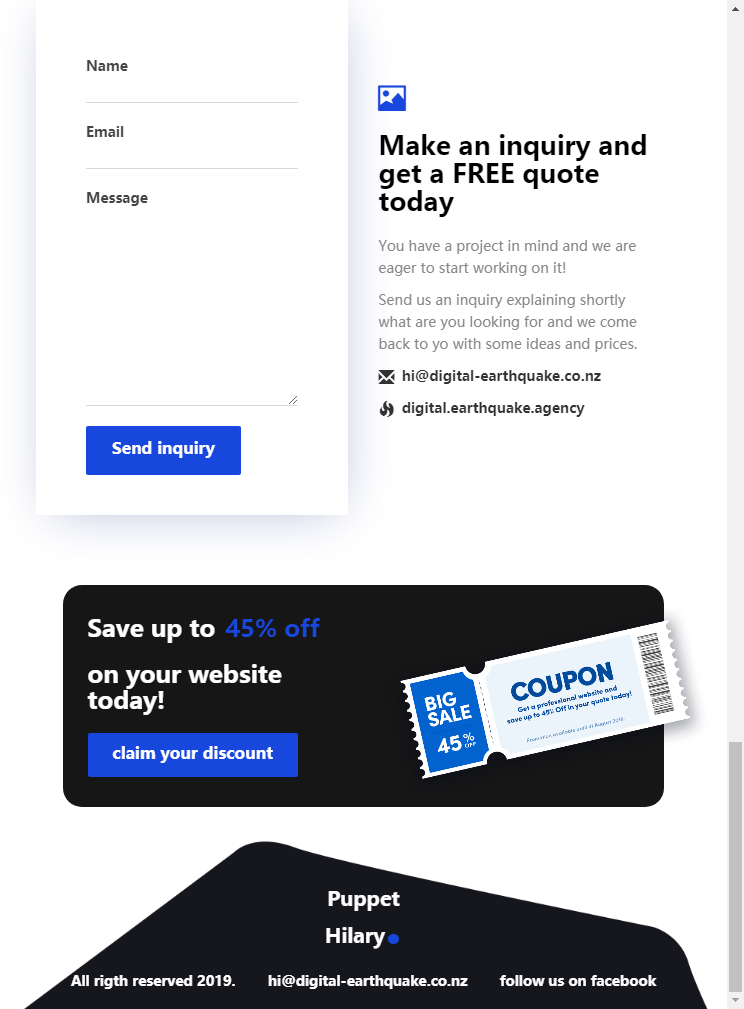 Name
Email
Message
Send inquiry
Make an inquiry and
get a FREE quote
today
You have a project in mind and we are
eager to start working on it!
Send us an inquiry explaining shortly
what are you looking for and we come
back to yo with some ideas and prices.
hi@digital-earthquake.co.nz
digital.earthquake.agency
Save up to 45% off
on your website
today!
claim your discount
BIG
SALE
45%
OFF
COUPON
Get a professional website and
save up to 45% Off in your quote today!
Promotion available until at August 2019.
Puppet
Hilary
All rigth reserved 2019.
hi@digital-earthquake.co.nz
follow us on facebook